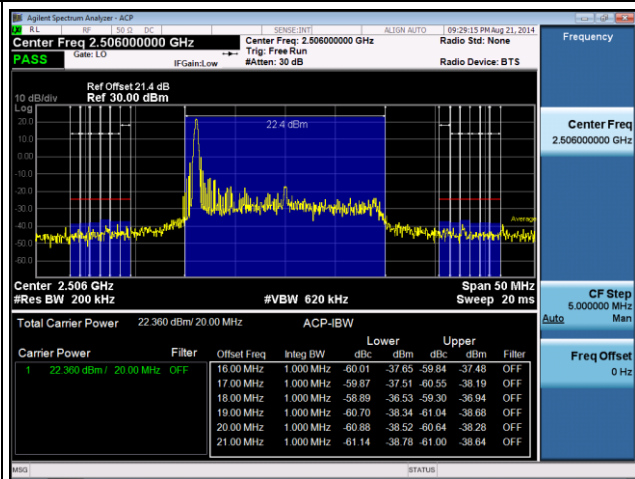 Agilent Spectrum Analyzer - ACP
RL RF 50 Ω DC SENSE:INT ALIGN AUTO 09:29:15 PM Aug 21, 2014
Center Freq 2.506000000 GHz Center Freq: 2.506000000 GHz Radio Std: None
PASS Gate: LO IFGain:Low Trig: Free Run
#Atten: 30 dB Radio Device: BTS
Frequency
Ref Offset 21.4 dB
10 dB/div Ref 30.00 dBm
Log
22.4 dBm
20.0
10.0
0.00
-10.0
-20.0
-30.0
-40.0
-50.0
-60.0
Average
Center Freq
2.506000000 GHz
Center 2.506 GHz Span 50 MHz
#Res BW 200 kHz #VBW 620 kHz Sweep 20 ms
CF Step
5.000000 MHz
Auto Man
Freq Offset
0 Hz
Total Carrier Power 22.360 dBm/ 20.00 MHz ACP-IBW
Lower Upper
Carrier Power Filter Offset Freq Integ BW dBc dBm dBc dBm Filter
1 22.360 dBm / 20.00 MHz OFF 16.00 MHz 1.000 MHz -60.01 -37.65 -59.84 -37.48 OFF
17.00 MHz 1.000 MHz -59.87 -37.51 -60.55 -38.19 OFF
18.00 MHz 1.000 MHz -58.89 -36.53 -59.30 -36.94 OFF
19.00 MHz 1.000 MHz -60.70 -38.34 -61.04 -38.68 OFF
20.00 MHz 1.000 MHz -60.88 -38.52 -60.64 -38.28 OFF
21.00 MHz 1.000 MHz -61.14 -38.78 -61.00 -38.64 OFF
MSG STATUS